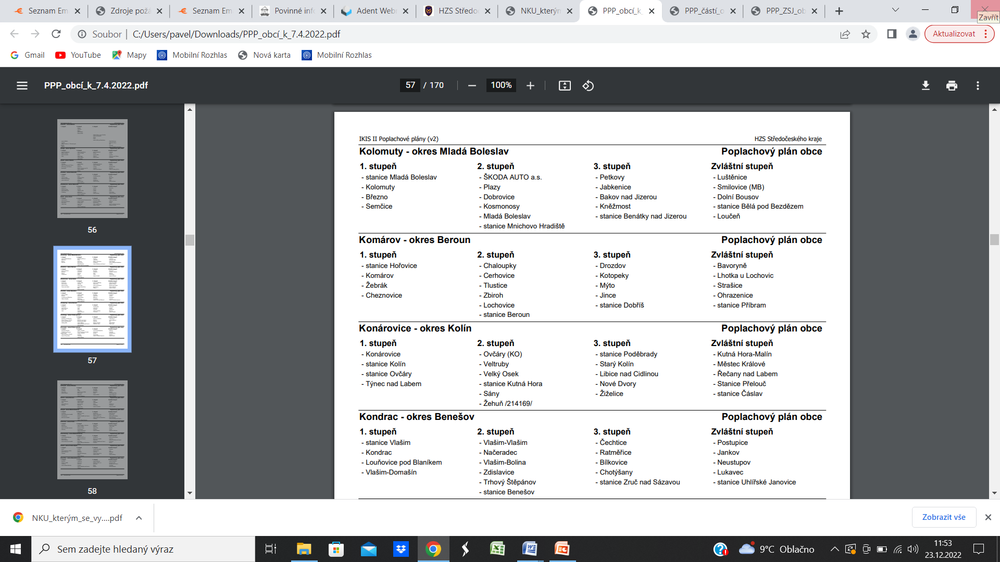 Seznam Em
Zdroje požá
Seznam Em
Povinné info
Adent Webm
HZS Středoč
NKU_kterým
PPP_obcí_k_
PPP_částí_o
PPP_ZSJ_ob
Zavřít
Soubor
C:/Users/pavel/Downloads/PPP_obcí_k_7.4.2022.pdf
Aktualizovat
Gmail
YouTube
Mapy
Mobilní Rozhlas
Nová karta
Mobilní Rozhlas
PPP_obcí_k_7.4.2022.pdf
57 / 170
100%
56
57
58
IKIS II Poplachové plány (v2)
HZS Středočeského kraje
Kolomuty - okres Mladá Boleslav
Poplachový plán obce
1. stupeň
- stanice Mladá Boleslav
- Kolomuty
- Březno
- Semčice
2. stupeň
- ŠKODA AUTO a.s.
- Plazy
- Dobrovice
- Kosmonosy
- Mladá Boleslav
- stanice Mnichovo Hradiště
3. stupeň
- Petkovy
- Jabkenice
- Bakov nad Jizerou
- Kněžmost
- stanice Benátky nad Jizerou
Zvláštní stupeň
- Luštěnice
- Smilovice (MB)
- Dolní Bousov
- stanice Bělá pod Bezdězem
- Loučeň
Komárov - okres Beroun
Poplachový plán obce
1. stupeň
- stanice Hořovice
- Komárov
- Žebrák
- Cheznovice
2. stupeň
- Chaloupky
- Cerhovice
- Tlustice
- Zbiroh
- Lochovice
- stanice Beroun
3. stupeň
- Drozdov
- Kotopeky
- Mýto
- Jince
- stanice Dobříš
Zvláštní stupeň
- Bavoryně
- Lhotka u Lochovic
- Strašice
- Ohrazenice
- stanice Příbram
Konárovice - okres Kolín
Poplachový plán obce
1. stupeň
- Konárovice
- stanice Kolín
- stanice Ovčáry
- Týnec nad Labem
2. stupeň
- Ovčáry (KO)
- Veltruby
- Velký Osek
- stanice Kutná Hora
- Sány
- Žehuň /214169/
3. stupeň
- stanice Poděbrady
- Starý Kolín
- Libice nad Cidlinou
- Nové Dvory
- Žiželice
Zvláštní stupeň
- Kutná Hora-Malín
- Městec Králové
- Řečany nad Labem
- Stanice Přelouč
- stanice Čáslav
Kondrac - okres Benešov
Poplachový plán obce
1. stupeň
- stanice Vlašim
- Kondrac
- Louňovice pod Blaníkem
- Vlašim-Domašín
2. stupeň
- Vlašim-Vlašim
- Načeradec
- Vlašim-Bolina
- Zdislavice
- Trhový Štěpánov
- stanice Benešov
3. stupeň
- Čechtice
- Ratměřice
- Bílkovice
- Chotýšany
- stanice Zruč nad Sázavou
Zvláštní stupeň
- Postupice
- Jankov
- Neustupov
- Lukavec
- stanice Uhlířské Janovice
NKU_kterým_se_vy....pdf
Zobrazit vše
Sem zadejte hledaný výraz
9°C Oblačno
11:53
23.12.2022